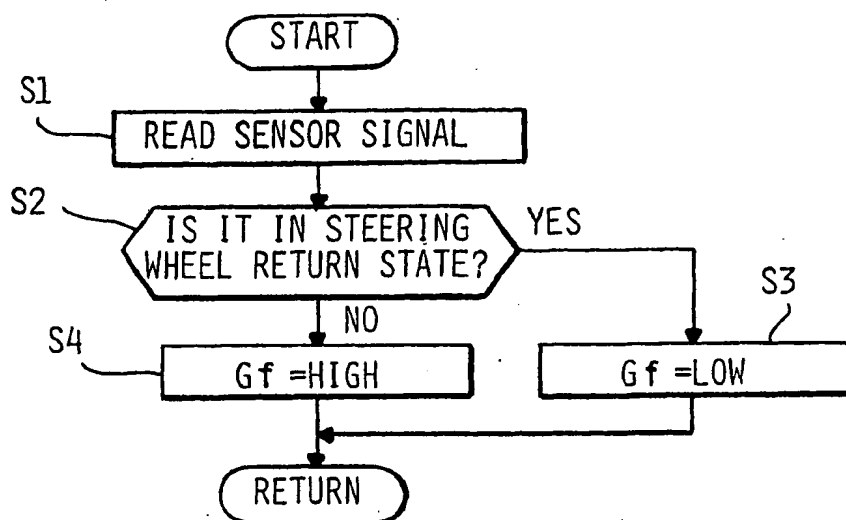 START
S1
READ SENSOR SIGNAL
S2
IS IT IN STEERING
WHEEL RETURN STATE?
YES
NO
S3
S4
Gf =HIGH
Gf =LOW
RETURN